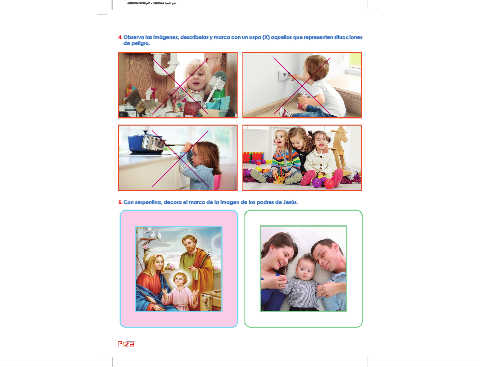 4. Observa las imágenes, descríbelas y marca con un aspa (X) aquellas que representen situaciones
de peligro.
5. Con serpentina, decora el marco de la imagen de los padres de Jesús.